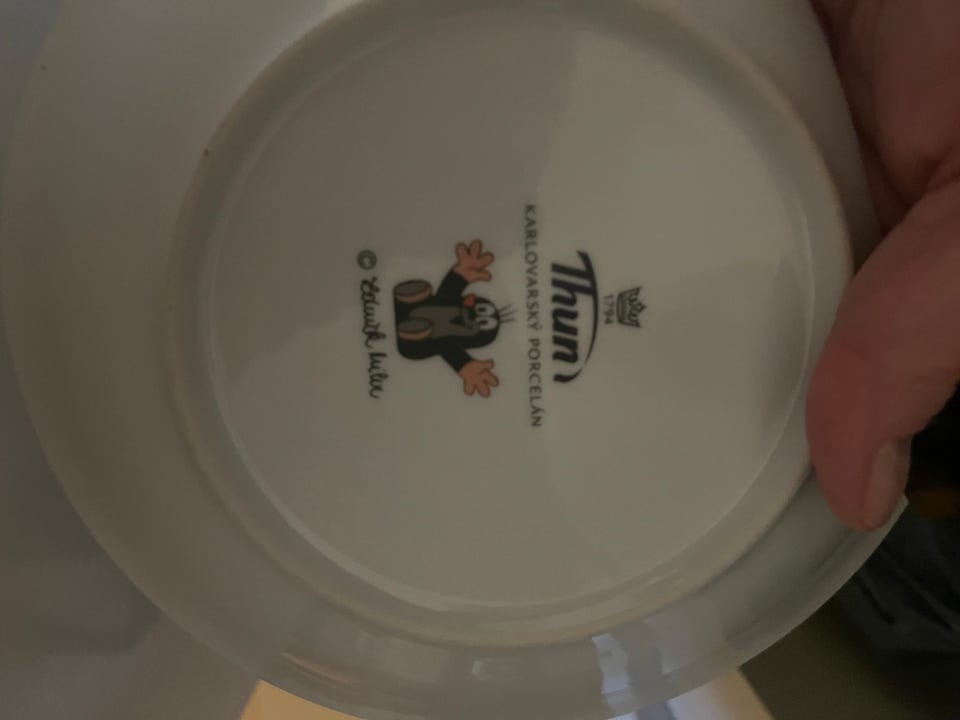 1794
Thun
KARLOVARSKÝ PORCELÁN
© Zdeněk Miler